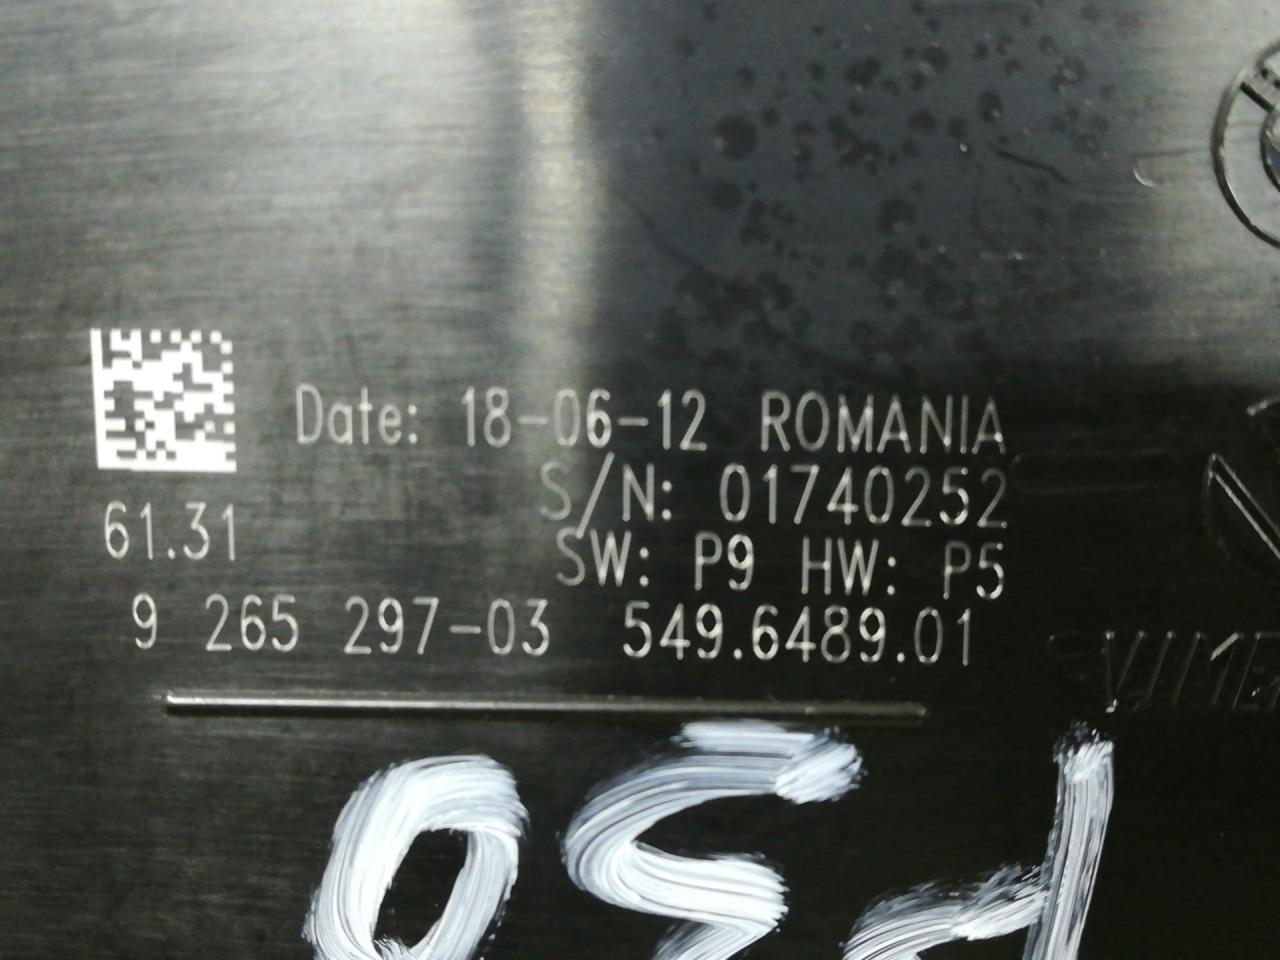 Date: 18-06-12 ROMANIA
S/N: 01740252
61.31
SW: P9 HW: P5
9 265 297-03 549.6489.01